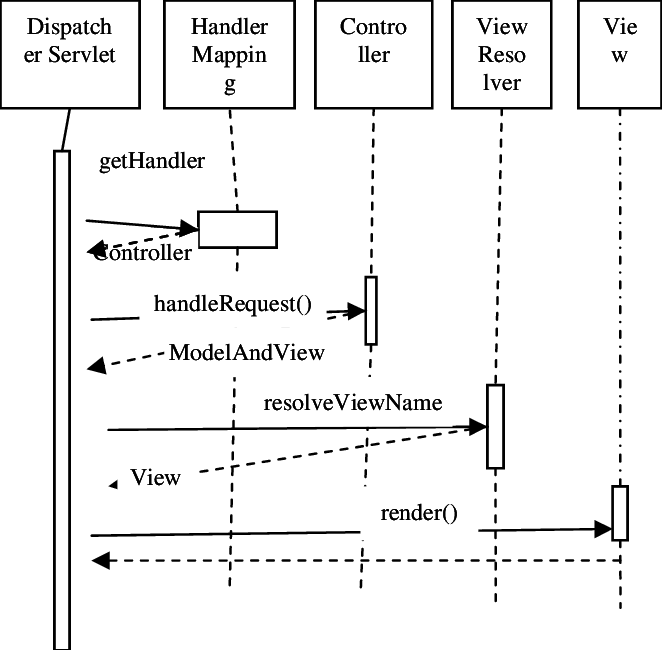 Dispatch
er Servlet
Handler
Mappin
g
Contro
ller
View
Reso
lver
Vie
w
getHandler
Controller
handleRequest()
ModelAndView
resolveViewName
View
render()